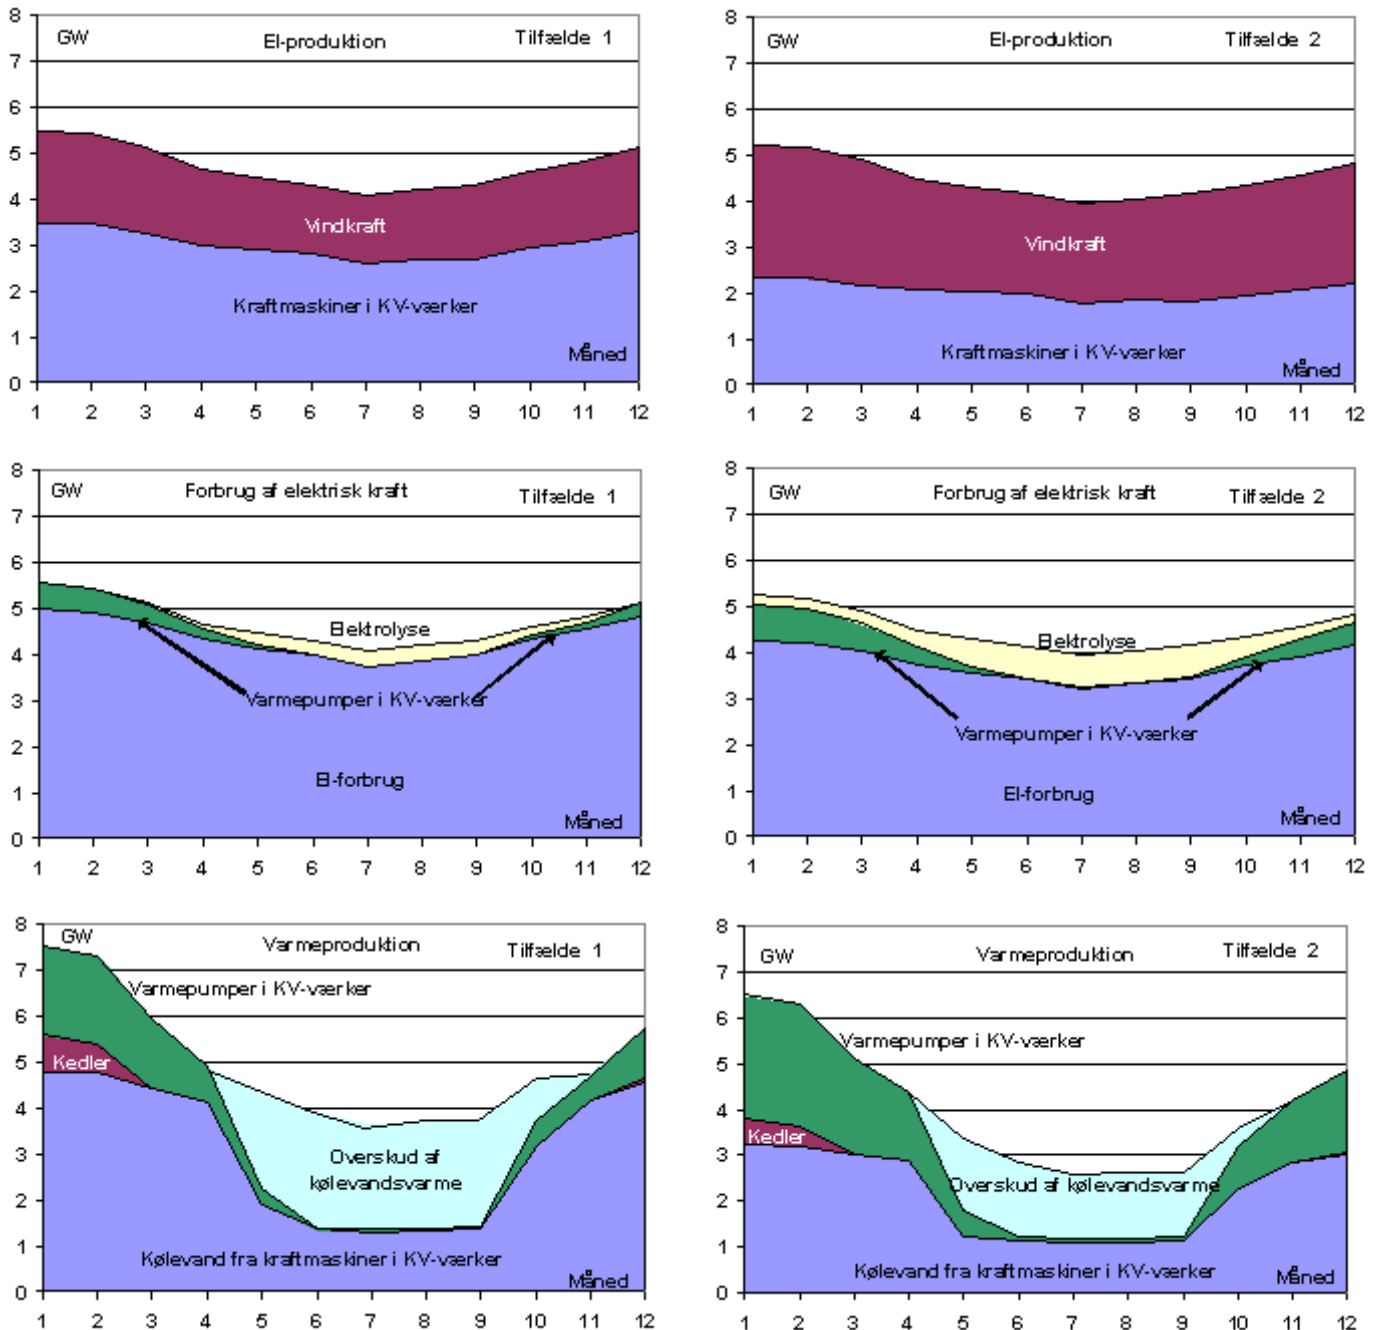 8
GW
El-produktion
Tilfælde 1
7
6
5
4
Vindkraft
3
2
Kraftmaskiner i KV-værker
1
Måned
0
1 2 3 4 5 6 7 8 9 10 11 12
8
GW
El-produktion
Tilfælde 2
7
6
5
4
3
Vindkraft
2
1
Kraftmaskiner i KV-værker
Måned
0
1 2 3 4 5 6 7 8 9 10 11 12
8
GW
Forbrug af elektrisk kraft
Tilfælde 1
7
6
5
Elektrolyse
4
3
Varmepumper i KV-værker
2
1
El-forbrug
Måned
0
1 2 3 4 5 6 7 8 9 10 11 12
8
GW
Forbrug af elektrisk kraft
Tilfælde 2
7
6
5
Elektrolyse
4
3
Varmepumper i KV-værker
2
1
El-forbrug
Måned
0
1 2 3 4 5 6 7 8 9 10 11 12
8
GW
Varmeproduktion
Tilfælde 1
7
Varmepumper i KV-værker
6
5
Kedler
4
3
Overskud af
kølevandsvarme
2
1
Kølevand fra kraftmaskiner i KV-værker
Måned
0
1 2 3 4 5 6 7 8 9 10 11 12
8
GW
Varmeproduktion
Tilfælde 2
7
6
Varmepumper i KV-værker
5
4
Kedler
3
Overskud af kølevandsvarme
2
1
Kølevand fra kraftmaskiner i KV-værker
Måned
0
1 2 3 4 5 6 7 8 9 10 11 12